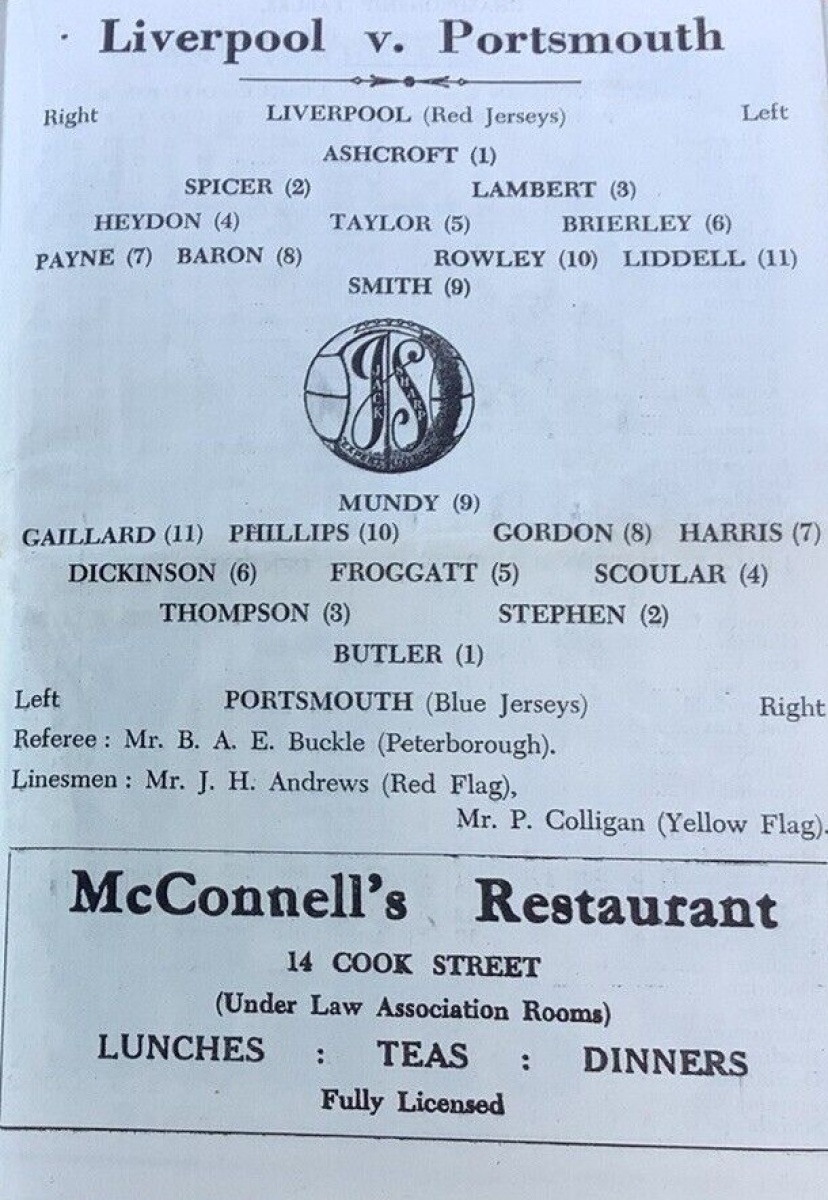 Liverpool v. Portsmouth
Right LIVERPOOL (Red Jerseys) Left
ASHCROFT (1)
SPICER (2) LAMBERT (3)
HEYDON (4) TAYLOR (5) BRIERLEY (6)
PAYNE (7) BARON (8) ROWLEY (10) LIDDELL (11)
SMITH (9)
JACK SHARP
MUNDY (9)
GAILLARD (11) PHILLIPS (10) GORDON (8) HARRIS (7)
DICKINSON (6) FROGGATT (5) SCOULAR (4)
THOMPSON (3) STEPHEN (2)
BUTLER (1)
Left PORTSMOUTH (Blue Jerseys) Right
Referee : Mr. B. A. E. Buckle (Peterborough).
Linesmen : Mr. J. H. Andrews (Red Flag),
Mr. P. Colligan (Yellow Flag).
McConnell's Restaurant
14 COOK STREET
(Under Law Association Rooms)
LUNCHES : TEAS : DINNERS
Fully Licensed